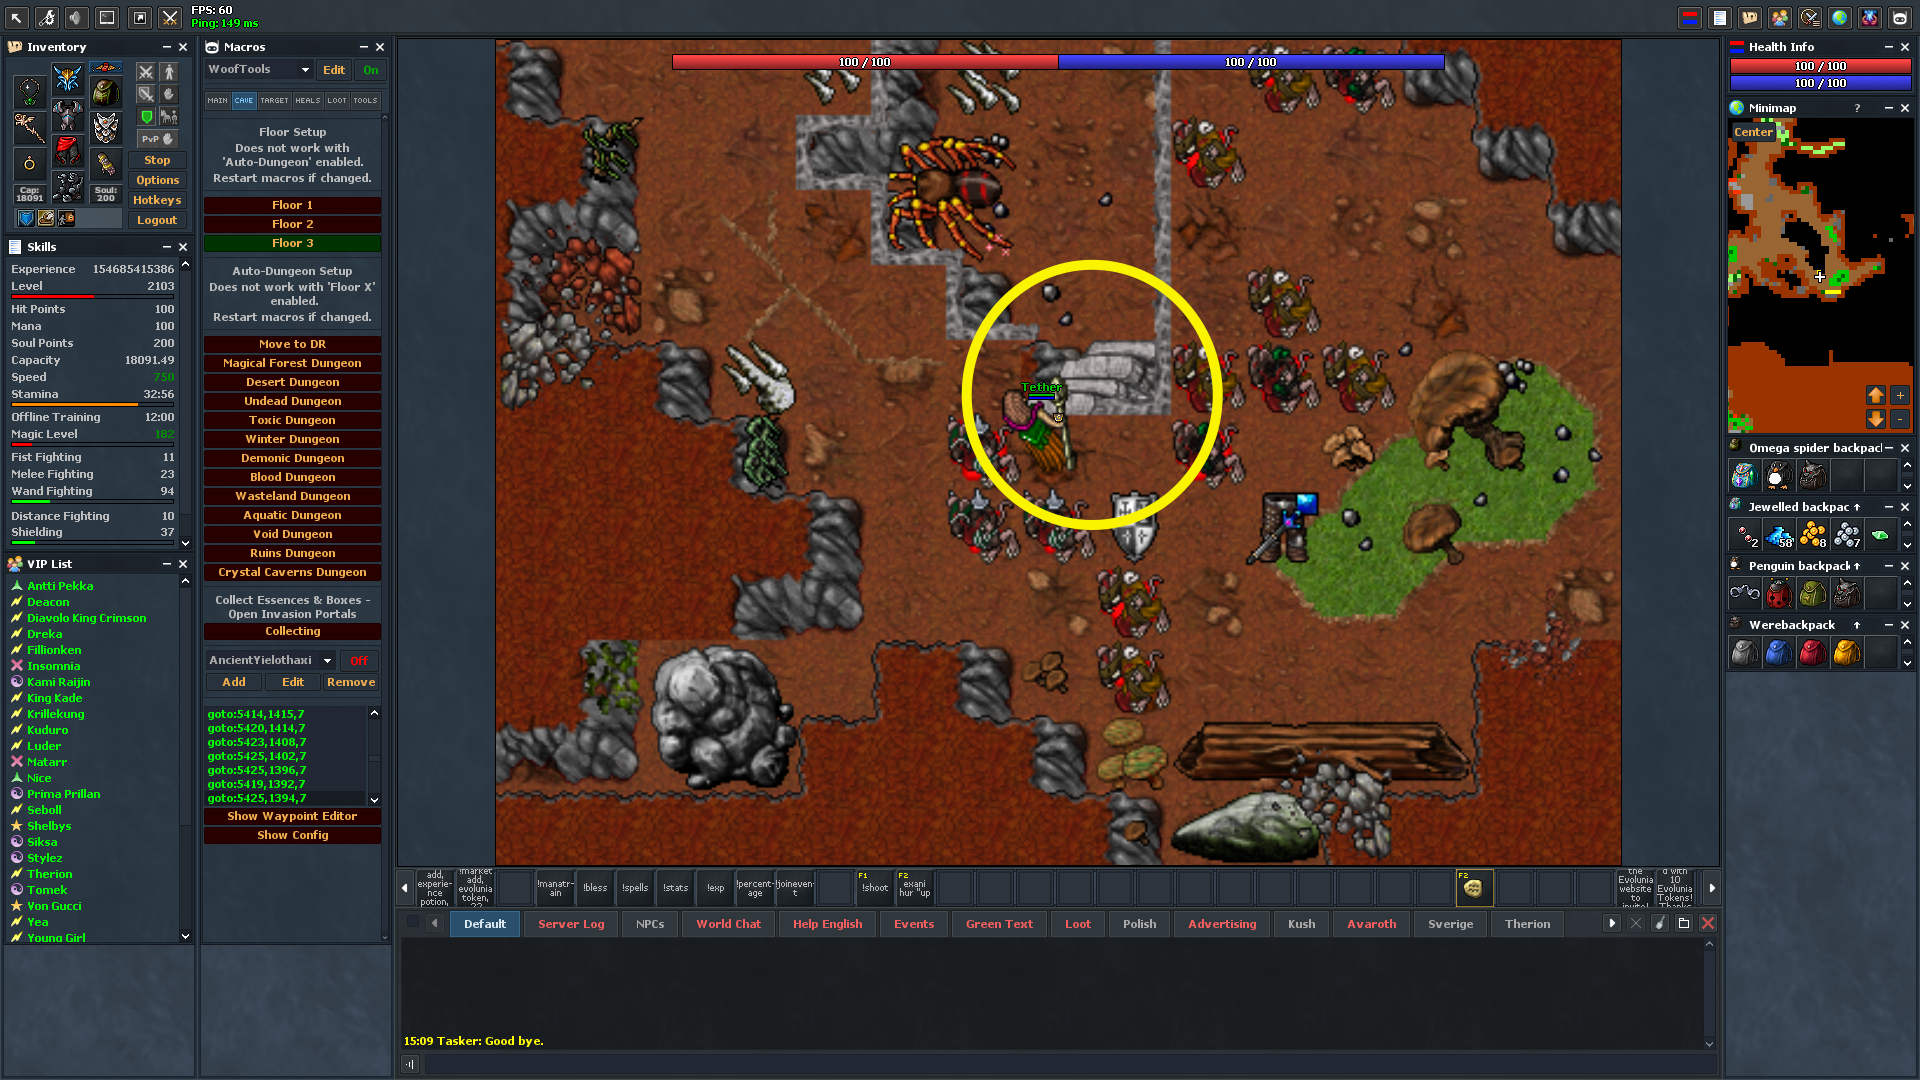 FPS: 60
Ping: 149 ms
Inventory
Cap:
18091
Soul:
200
PvP
Stop
Options
Hotkeys
Logout
Skills
Experience 154685415386
Level 2103
Hit Points 100
Mana 100
Soul Points 200
Capacity 18091.49
Speed 750
Stamina 32:56
Offline Training 12:00
Magic Level 182
Fist Fighting 11
Melee Fighting 23
Wand Fighting 94
Distance Fighting 10
Shielding 37
VIP List
Antti Pekka
Deacon
Diavolo King Crimson
Dreka
Fillionken
Insomnia
Kami Raijin
King Kade
Krillekung
Kuduro
Luder
Matarr
Nice
Prima Prillan
Seboll
Shelbys
Siksa
Stylez
Therion
Tomek
Von Gucci
Yea
Young Girl
Macros
WoofTools Edit On
MAIN CAVE TARGET HEALS LOOT TOOLS
Floor Setup
Does not work with
'Auto-Dungeon' enabled.
Restart macros if changed.
Floor 1
Floor 2
Floor 3
Auto-Dungeon Setup
Does not work with 'Floor X'
enabled.
Restart macros if changed.
Move to DR
Magical Forest Dungeon
Desert Dungeon
Undead Dungeon
Toxic Dungeon
Winter Dungeon
Demonic Dungeon
Blood Dungeon
Wasteland Dungeon
Aquatic Dungeon
Void Dungeon
Ruins Dungeon
Crystal Caverns Dungeon
Collect Essences & Boxes -
Open Invasion Portals
Collecting
AncientYielothaxi Off
Add Edit Remove
goto:5414,1415,7
goto:5420,1414,7
goto:5423,1408,7
goto:5425,1402,7
goto:5425,1396,7
goto:5419,1392,7
goto:5425,1394,7
Show Waypoint Editor
Show Config
100 / 100 100 / 100
Tether
add,
experie-
nce
potion,
!market
add,
evolunia
token,
!manatr-
ain
!bless
!spells
!stats
!exp
!percent-
age
!joineven-
t
F1
!shoot
F2
exani
hur "up
F2
the
Evolunia
website
to
invite!
d with
10
Evolunia
Tokens!
Default Server Log NPCs World Chat Help English Events Green Text Loot Polish Advertising Kush Avaroth Sverige Therion
15:09 Tasker: Good bye.
Health Info
100 / 100
100 / 100
Minimap ?
Center
+
-
Omega spider backpack
Jewelled backpack
2 58 8 7
Penguin backpack
Werebackpack